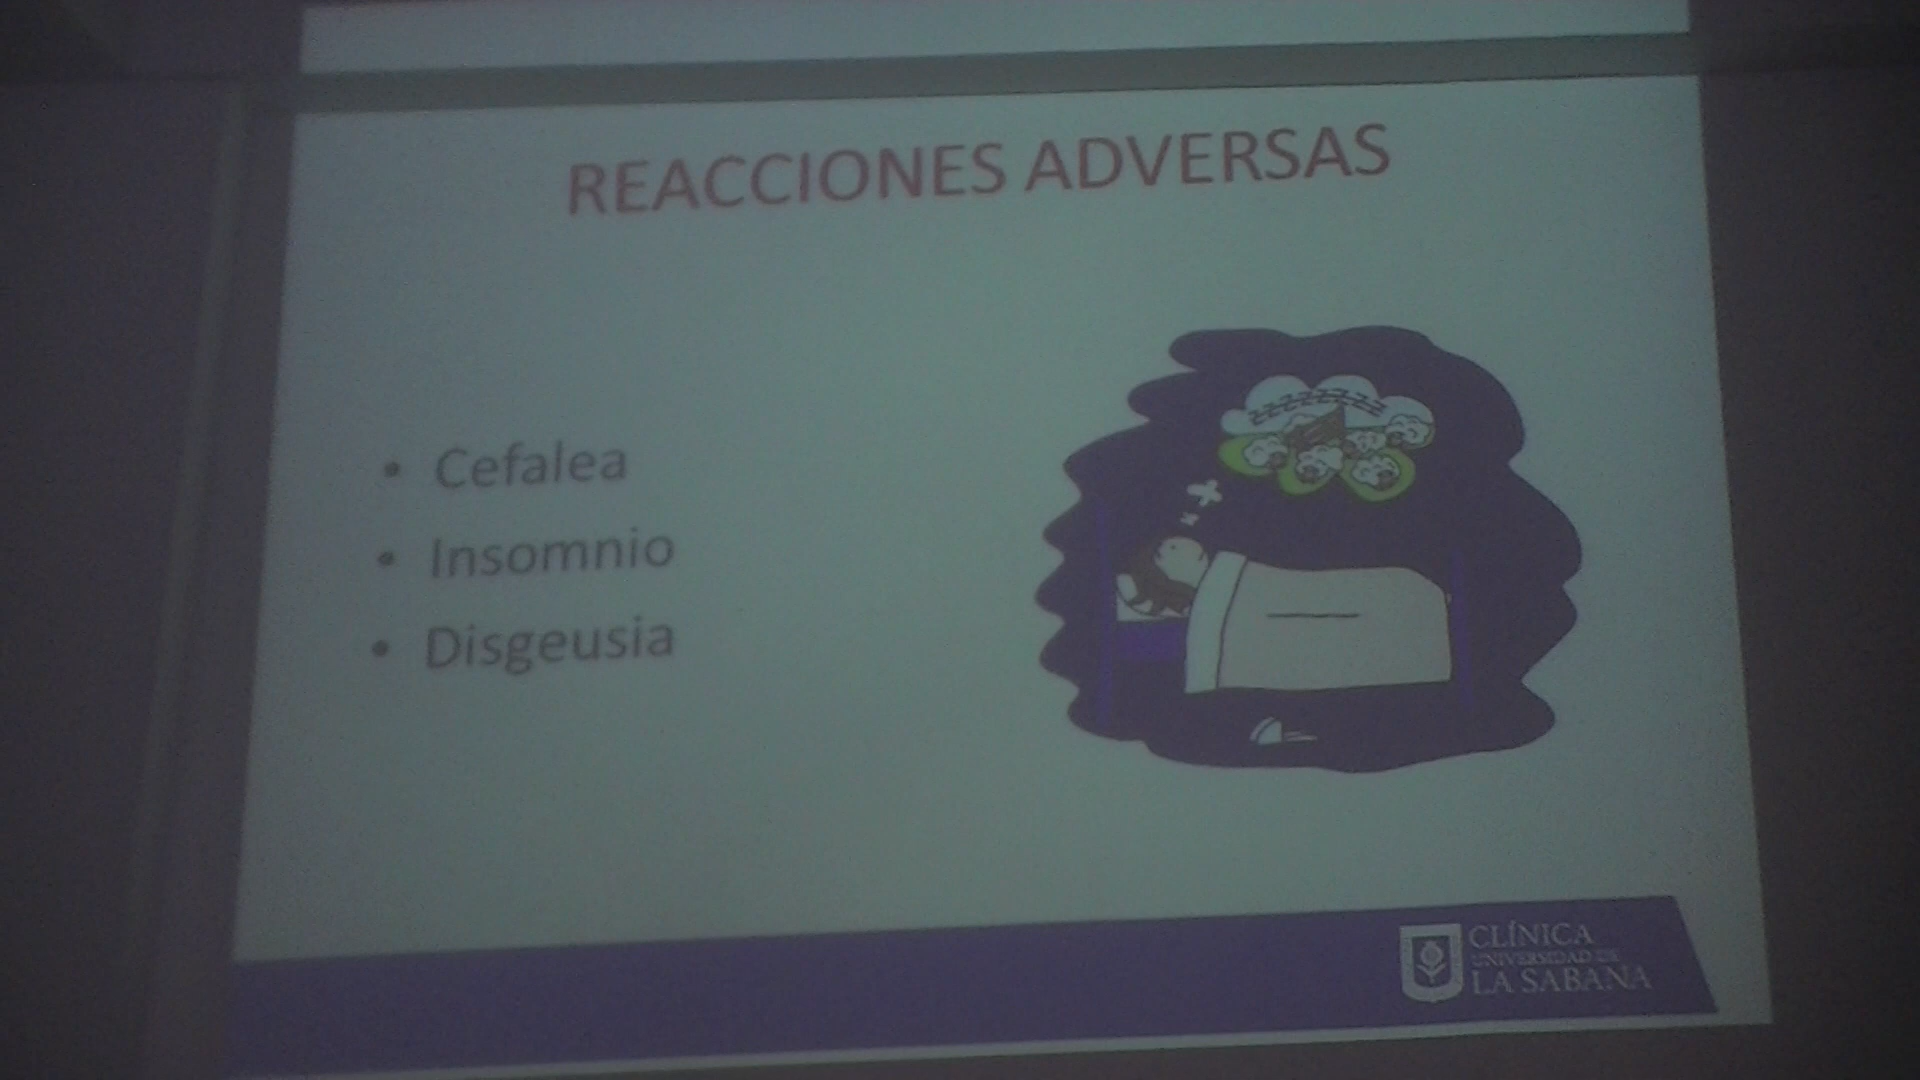 REACCIONES ADVERSAS
• Cefalea
• Insomnio
• Disgeusia
CLÍNICA
UNIVERSIDAD DE
LA SABANA